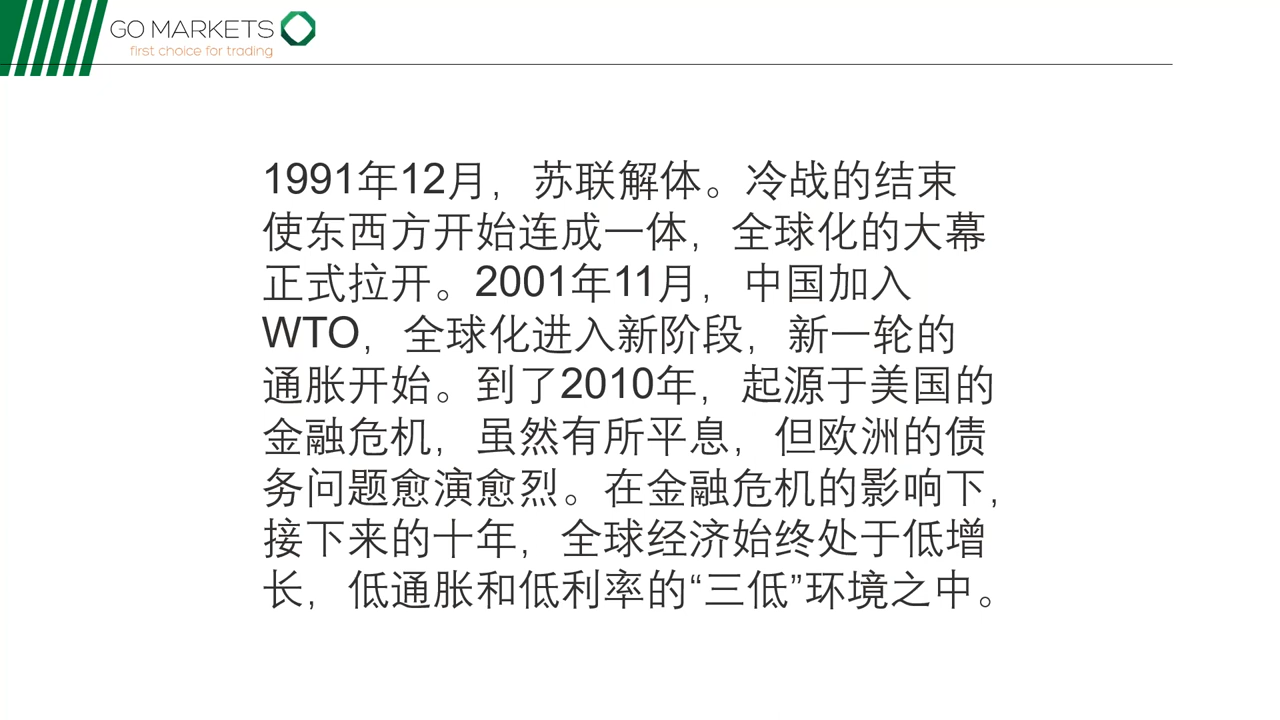 GO MARKETS
first choice for trading
1991年12月，苏联解体。冷战的结束
使东西方开始连成一体，全球化的大幕
正式拉开。2001年11月，中国加入
WTO，全球化进入新阶段，新一轮的
通胀开始。到了2010年，起源于美国的
金融危机，虽然有所平息，但欧洲的债
务问题愈演愈烈。在金融危机的影响下，
接下来的十年，全球经济始终处于低增
长，低通胀和低利率的“三低”环境之中。